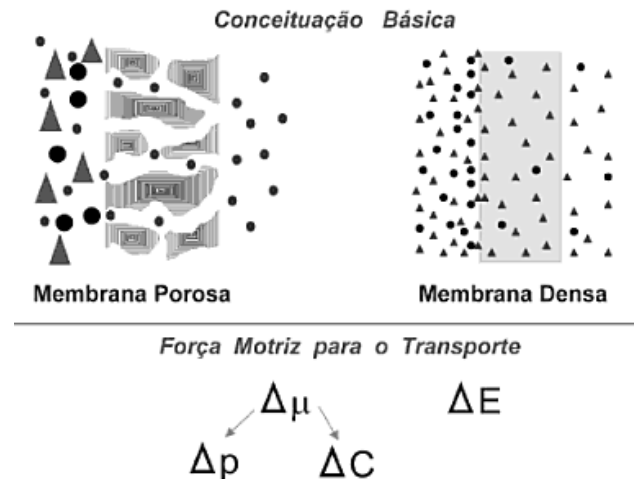 Conceituação Básica
Membrana Porosa
Membrana Densa
Força Motriz para o Transporte
Δμ
ΔE
Δp
ΔC